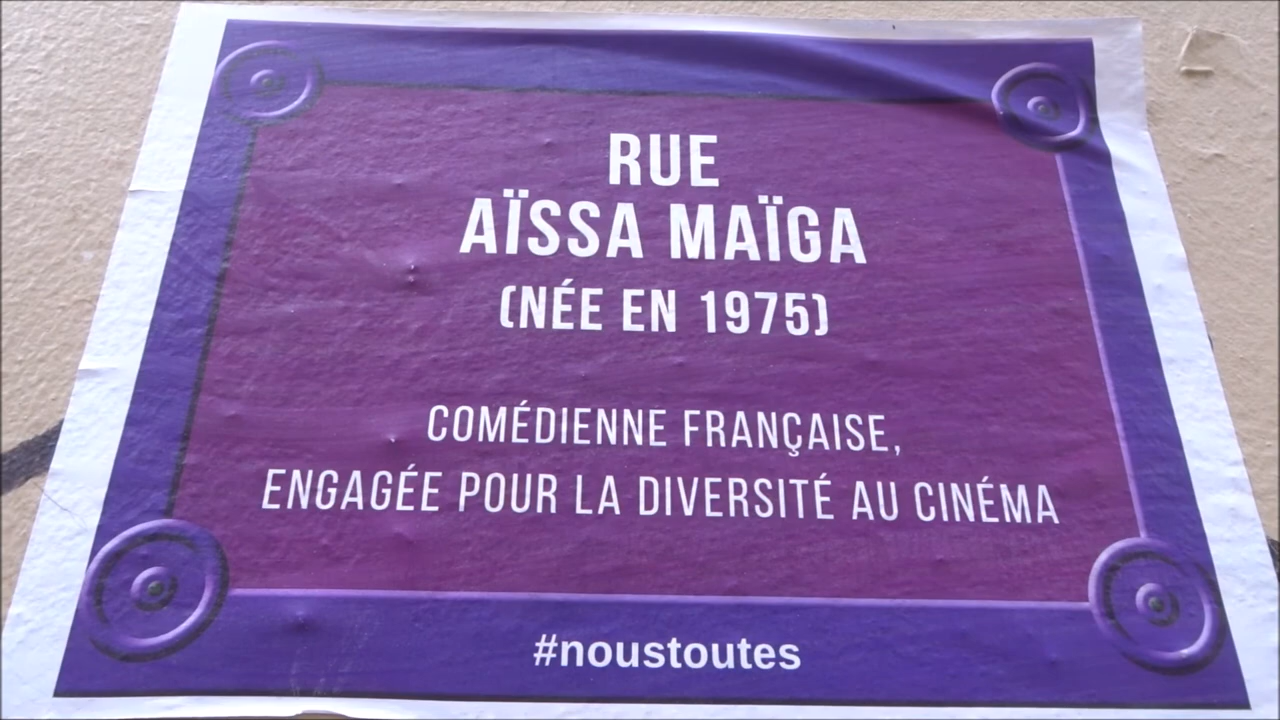 RUE
AÏSSA MAÏGA
(NÉE EN 1975)
COMÉDIENNE FRANÇAISE,
ENGAGÉE POUR LA DIVERSITÉ AU CINÉMA
#noustoutes